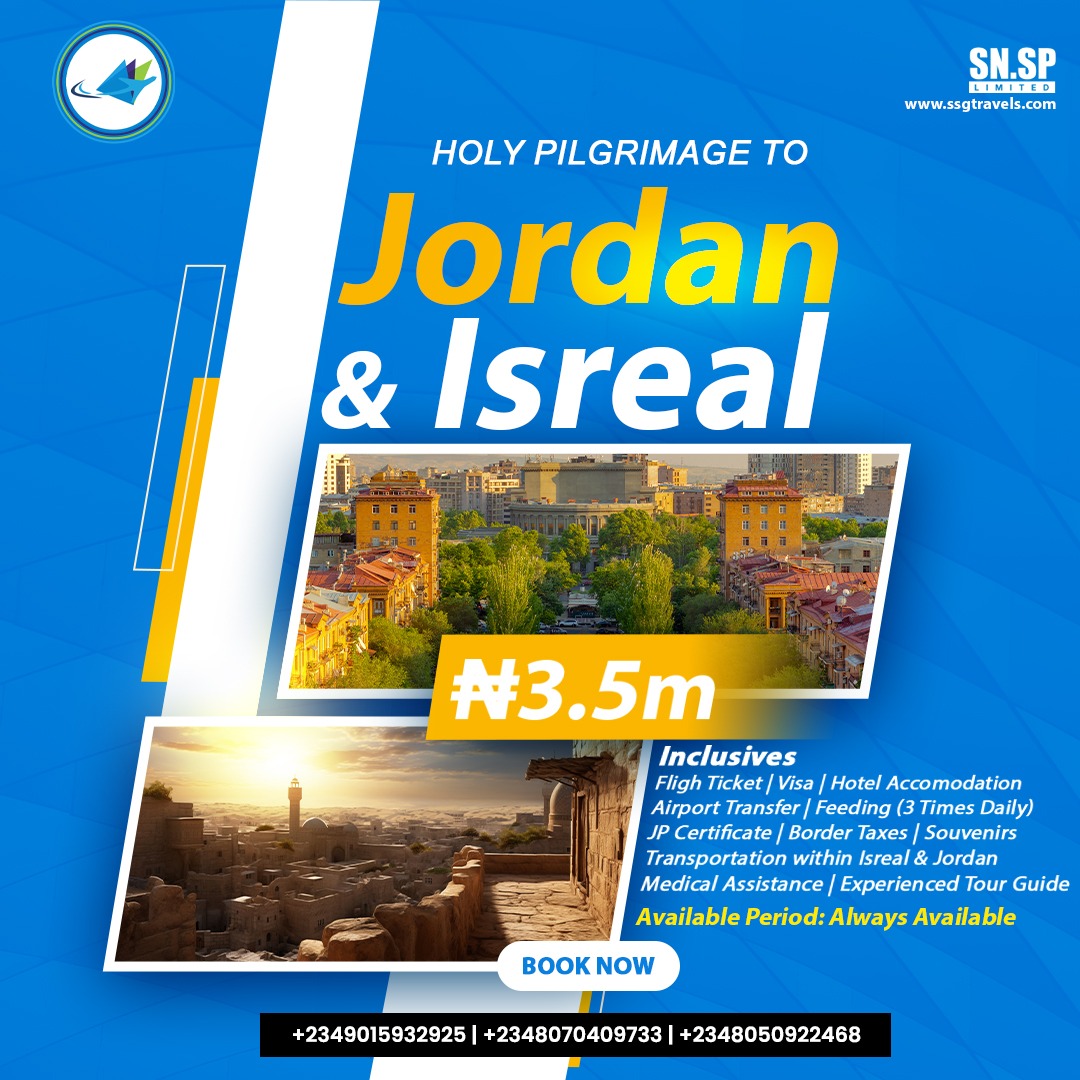 SN.SP
LIMITED
www.ssgtravels.com
HOLY PILGRIMAGE TO
Jordan
& Isreal
₦3.5m
Inclusives
Fligh Ticket | Visa | Hotel Accomodation
Airport Transfer | Feeding (3 Times Daily)
JP Certificate | Border Taxes | Souvenirs
Transportation within Isreal & Jordan
Medical Assistance | Experienced Tour Guide
Available Period: Always Available
BOOK NOW
+2349015932925 | +2348070409733 | +2348050922468